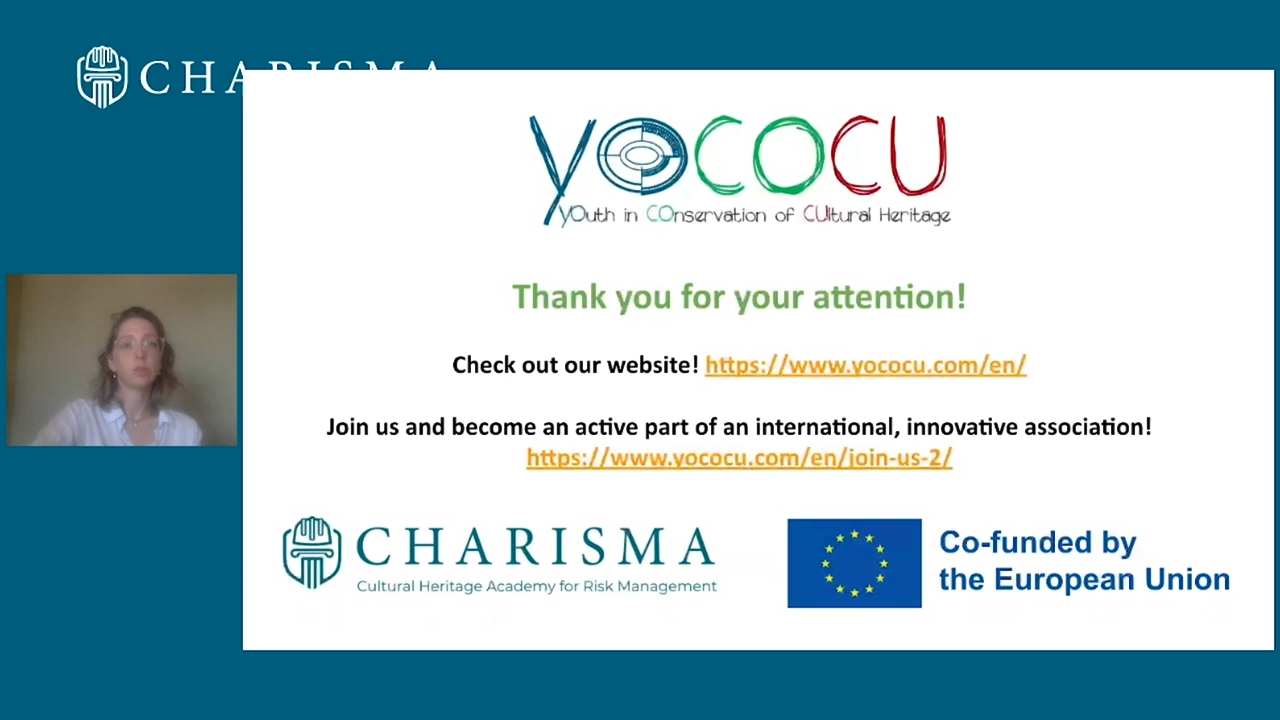 CHARISMA
YOCOCU
YOuth in COnservation of CUltural Heritage
Thank you for your attention!
Check out our website! https://www.yococu.com/en/
Join us and become an active part of an international, innovative association!
https://www.yococu.com/en/join-us-2/
CHARISMA
Cultural Heritage Academy for Risk Management
Co-funded by
the European Union